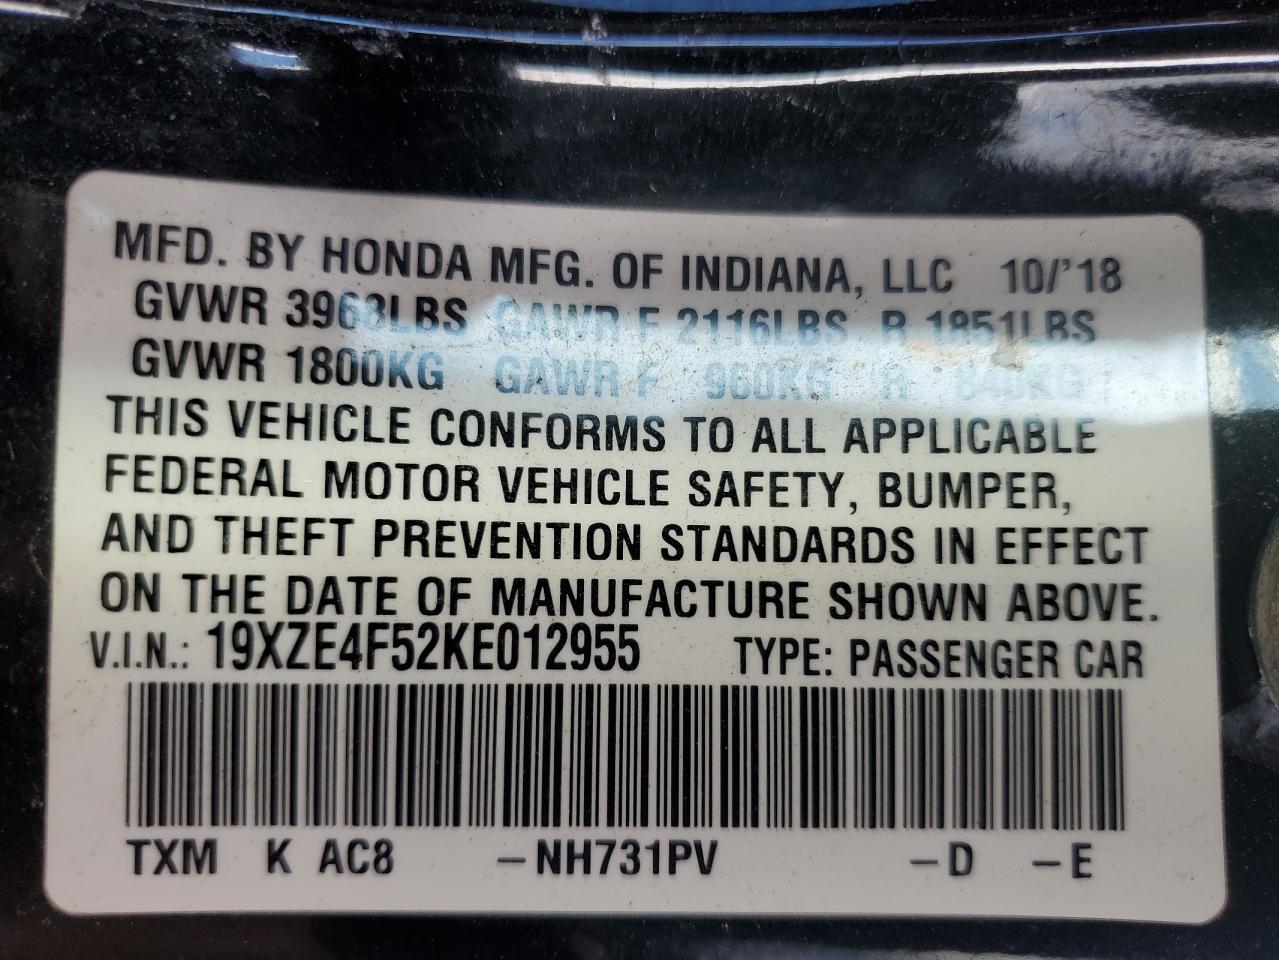 MFD. BY HONDA MFG. OF INDIANA, LLC 10/'18
GVWR 3963LBS GAWR F 2116LBS R 1851LBS
GVWR 1800KG GAWR F 960KG R 840KG
THIS VEHICLE CONFORMS TO ALL APPLICABLE
FEDERAL MOTOR VEHICLE SAFETY, BUMPER,
AND THEFT PREVENTION STANDARDS IN EFFECT
ON THE DATE OF MANUFACTURE SHOWN ABOVE.
V.I.N.: 19XZE4F52KE012955 TYPE: PASSENGER CAR
TXM K AC8 –NH731PV –D –E